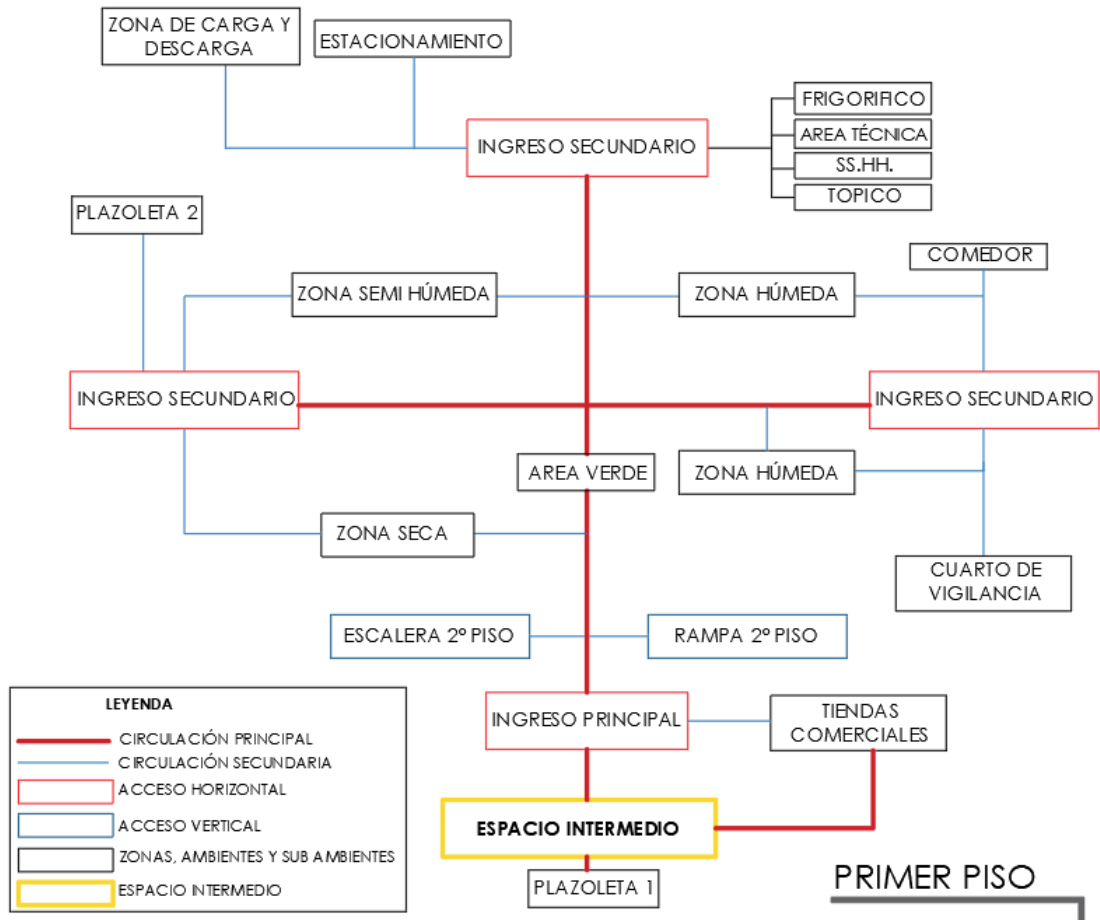 ZONA DE CARGA Y
DESCARGA
ESTACIONAMIENTO
FRIGORIFICO
INGRESO SECUNDARIO
AREA TÉCNICA
SS.HH.
TOPICO
PLAZOLETA 2
COMEDOR
ZONA SEMI HÚMEDA
ZONA HÚMEDA
INGRESO SECUNDARIO
INGRESO SECUNDARIO
AREA VERDE
ZONA HÚMEDA
ZONA SECA
CUARTO DE
VIGILANCIA
ESCALERA 2º PISO
RAMPA 2º PISO
INGRESO PRINCIPAL
TIENDAS
COMERCIALES
LEYENDA
CIRCULACIÓN PRINCIPAL
CIRCULACIÓN SECUNDARIA
ACCESO HORIZONTAL
ACCESO VERTICAL
ZONAS, AMBIENTES Y SUB AMBIENTES
ESPACIO INTERMEDIO
ESPACIO INTERMEDIO
PLAZOLETA 1
PRIMER PISO